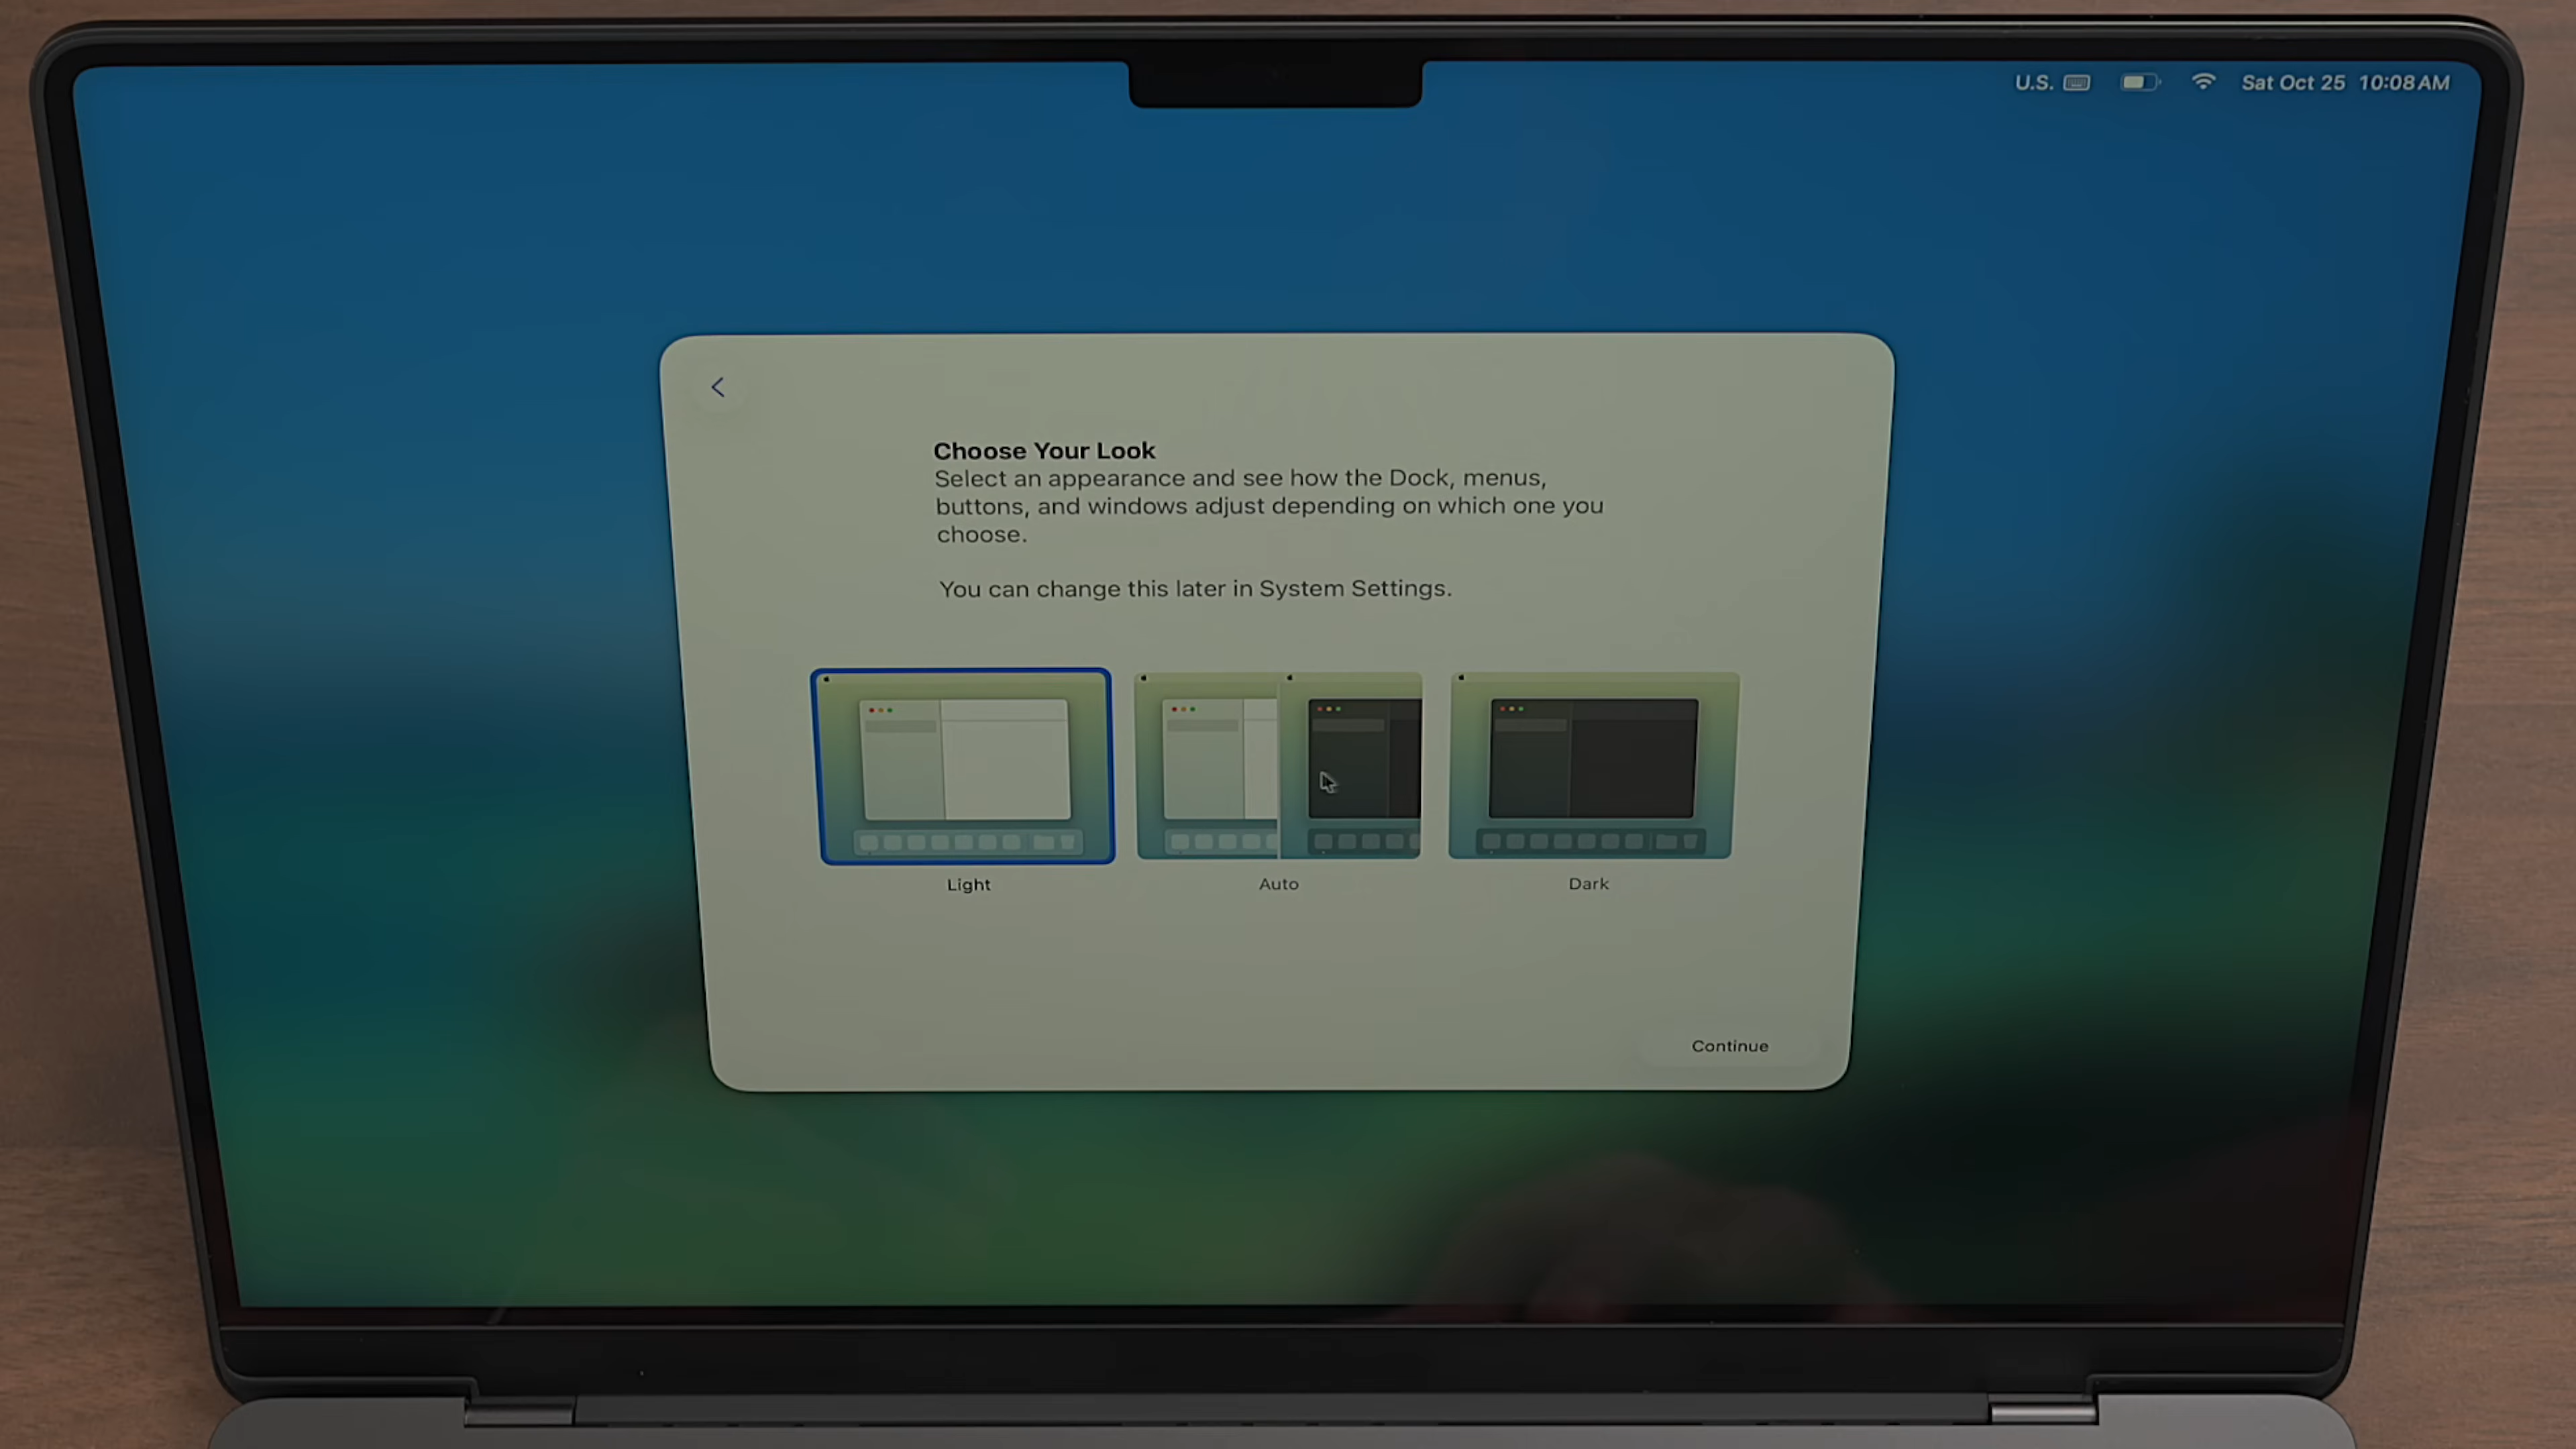 U.S. Sat Oct 25 10:08 AM
Choose Your Look
Select an appearance and see how the Dock, menus,
buttons, and windows adjust depending on which one you
choose.
You can change this later in System Settings.
Light Auto Dark
Continue